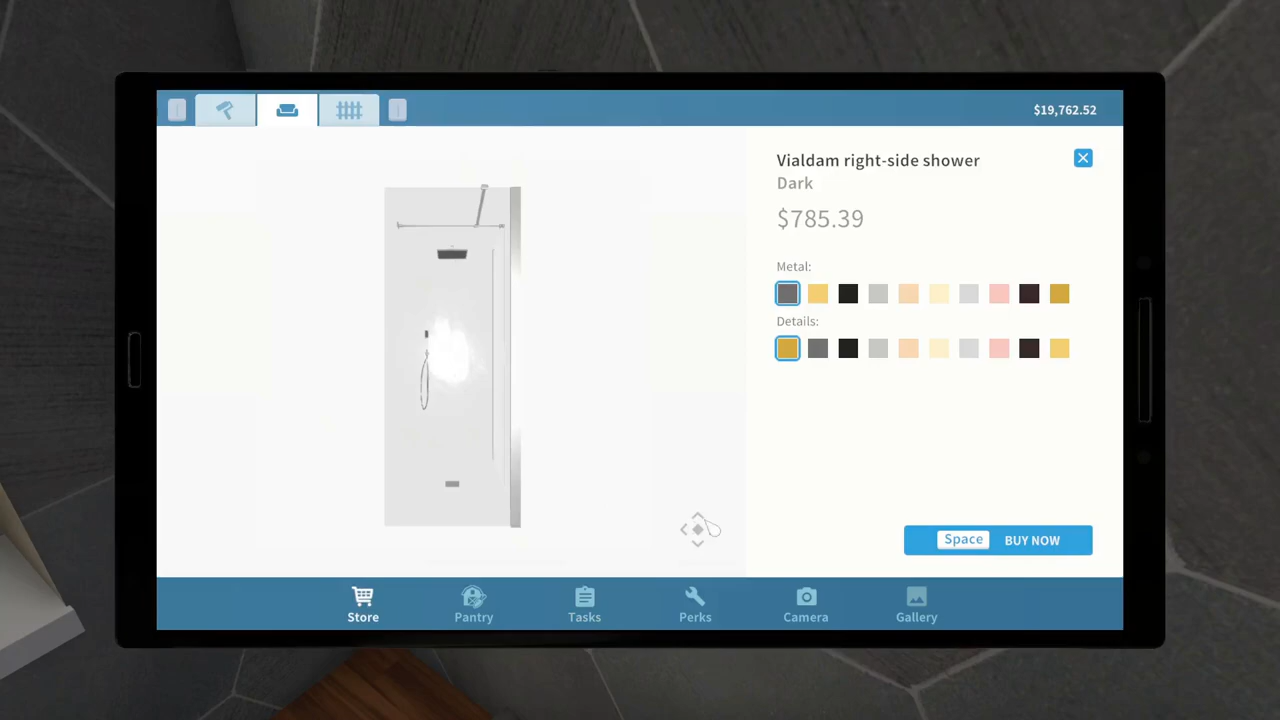 $19,762.52
Vialdam right-side shower
Dark
$785.39
Metal:
Details:
Space BUY NOW
Store Pantry Tasks Perks Camera Gallery